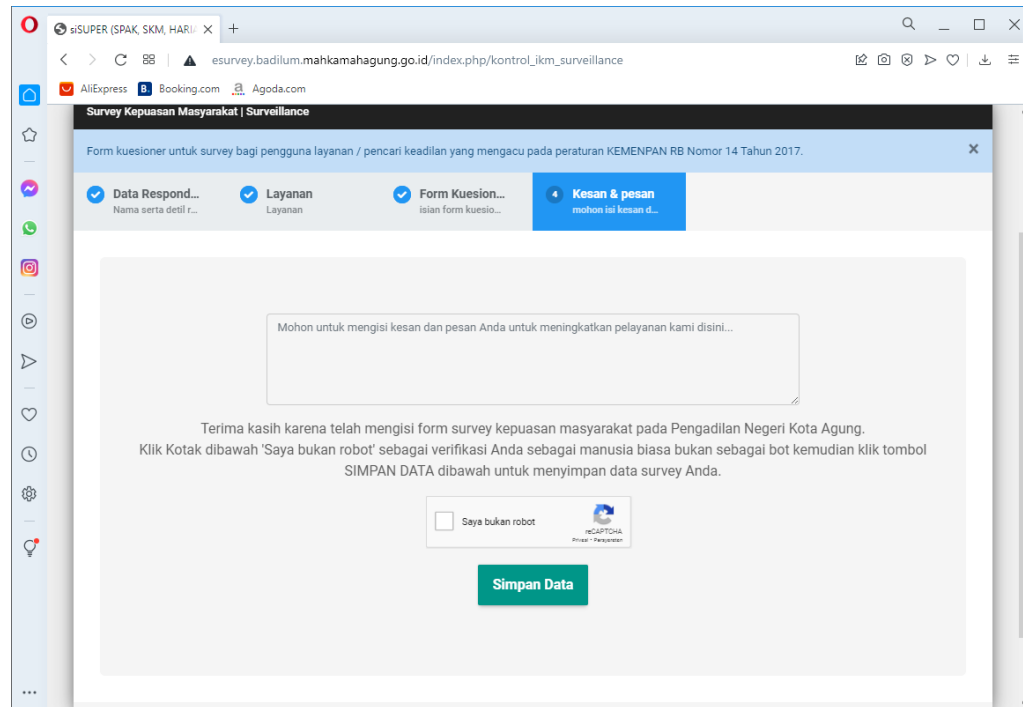 siSUPER (SPAK, SKM, HARIA
esurvey.badilum.mahkamahagung.go.id/index.php/kontrol_ikm_surveillance
AliExpress B. Booking.com a Agoda.com
Survey Kepuasan Masyarakat | Surveillance
Form kuesioner untuk survey bagi pengguna layanan / pencari keadilan yang mengacu pada peraturan KEMENPAN RB Nomor 14 Tahun 2017.
Data Respond...
Nama serta detil r...
Layanan
Layanan
Form Kuesion...
isian form kuesio...
4 Kesan & pesan
mohon isi kesan d...
Mohon untuk mengisi kesan dan pesan Anda untuk meningkatkan pelayanan kami disini...
Terima kasih karena telah mengisi form survey kepuasan masyarakat pada Pengadilan Negeri Kota Agung.
Klik Kotak dibawah 'Saya bukan robot' sebagai verifikasi Anda sebagai manusia biasa bukan sebagai bot kemudian klik tombol
SIMPAN DATA dibawah untuk menyimpan data survey Anda.
Saya bukan robot
reCAPTCHA
Privasi - Persyaratan
Simpan Data